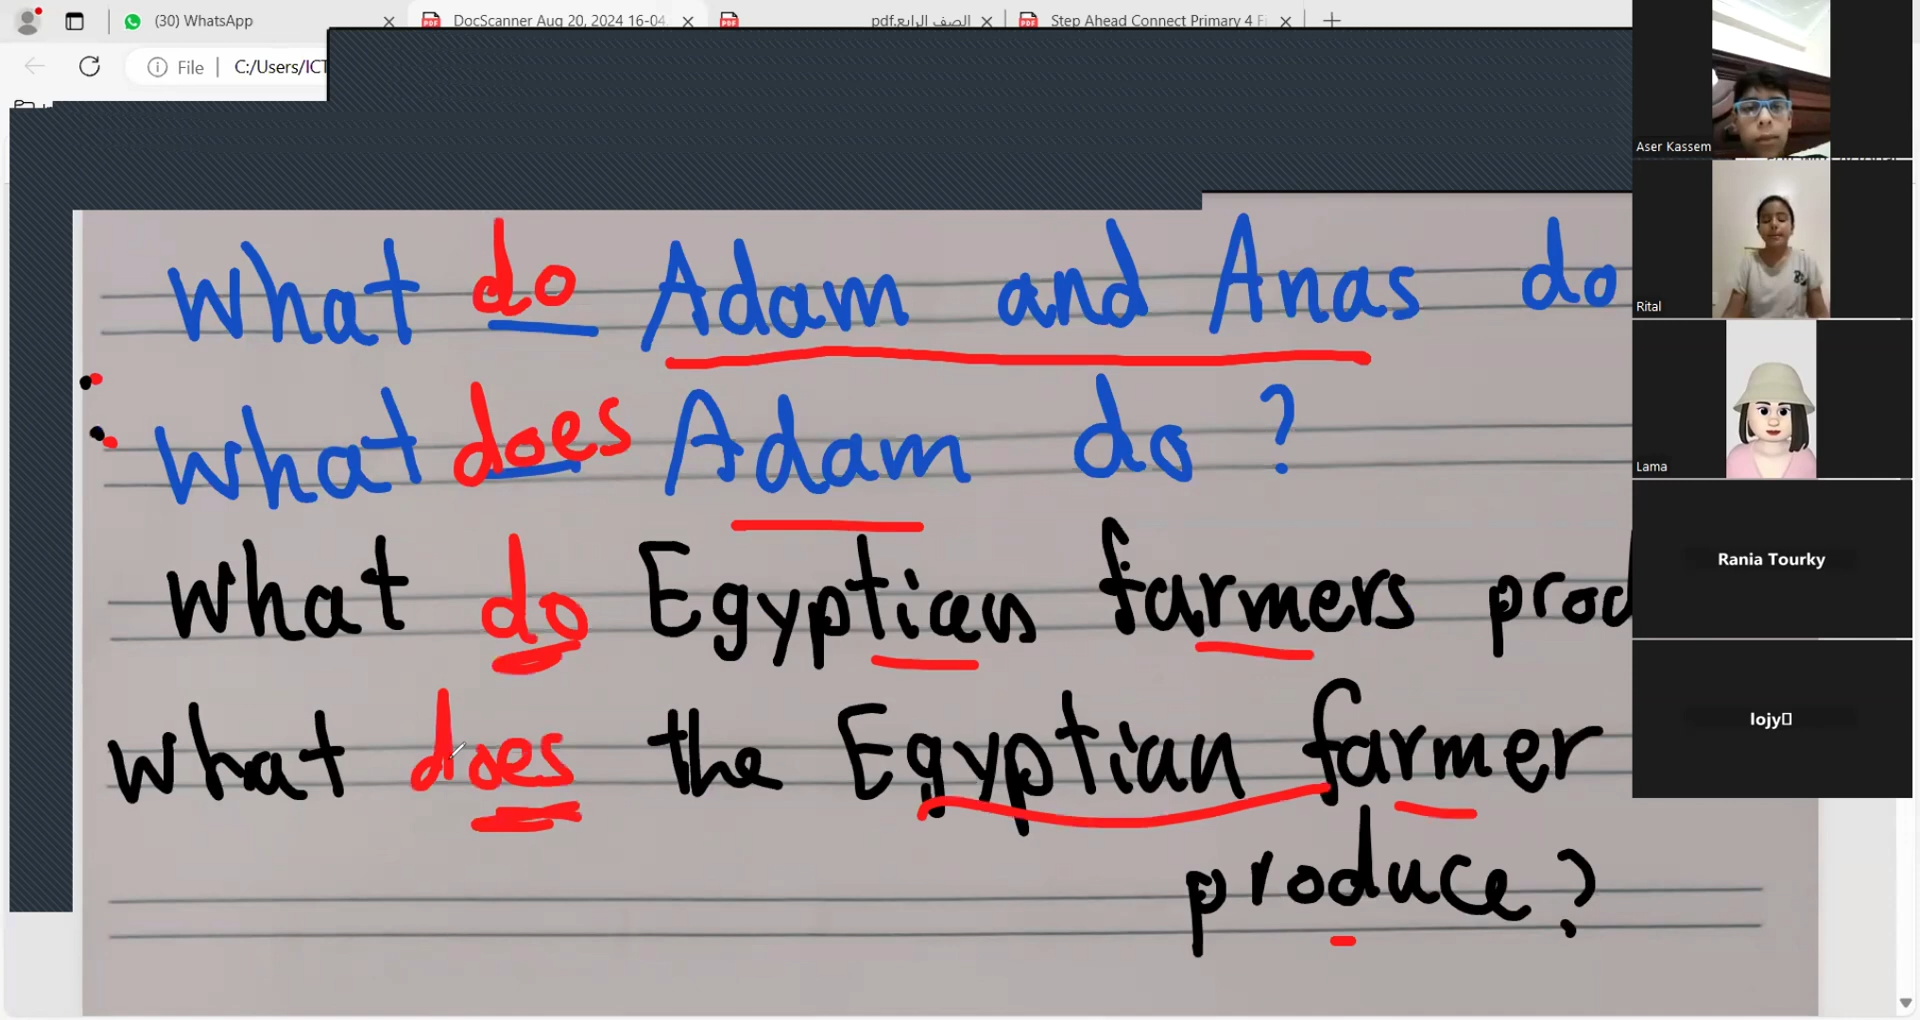 (30) WhatsApp
DocScanner Aug 20, 2024 16-04
الصف الرابع.pdf
Step Ahead Connect Primary 4 Fi
File
C:/Users/ICT
Aser Kassem
Rital
Lama
Rania Tourky
lojy
What do Adam and Anas do
What does Adam do ?
What do Egyptian farmers prod
What does the Egyptian farmer
produce?